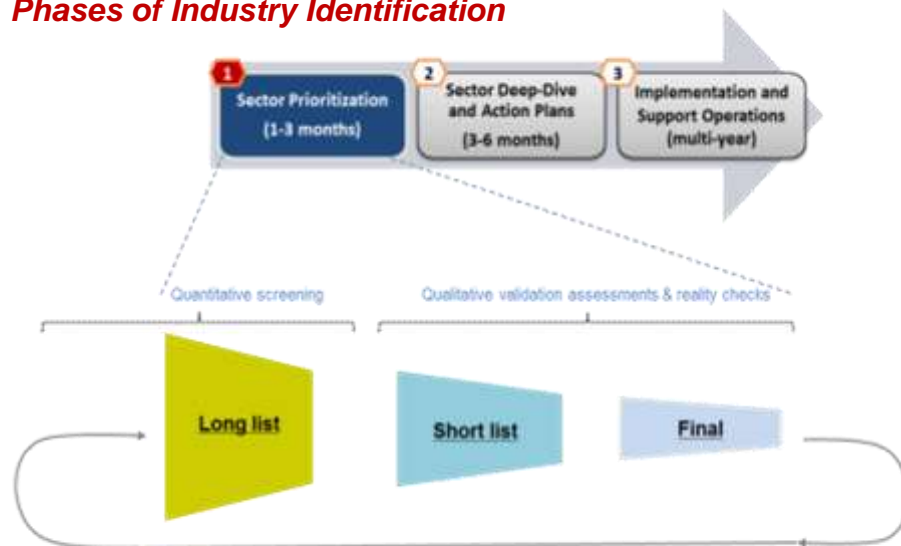 Phases of Industry Identification
1
2
3
Sector Prioritization
(1-3 months)
Sector Deep-Dive
and Action Plans
(3-6 months)
Implementation and
Support Operations
(multi-year)
Quantitative screening
Qualitative validation assessments & reality checks
Long list
Short list
Final